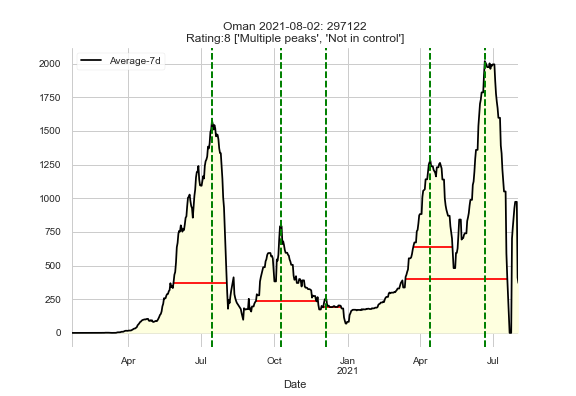 Oman 2021-08-02: 297122
Rating:8 ['Multiple peaks', 'Not in control']
Average-7d
2000
1750
1500
1250
1000
750
500
250
0
Apr
Jul
Oct
Jan
2021
Apr
Jul
Date